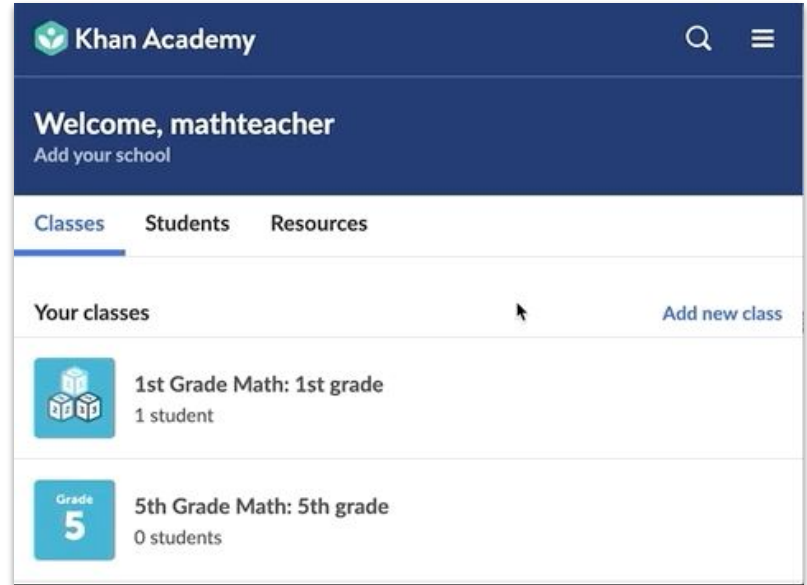 Khan Academy
Welcome, mathteacher
Add your school
Classes Students Resources
Your classes Add new class
1st Grade Math: 1st grade
1 student
Grade
5
5th Grade Math: 5th grade
0 students